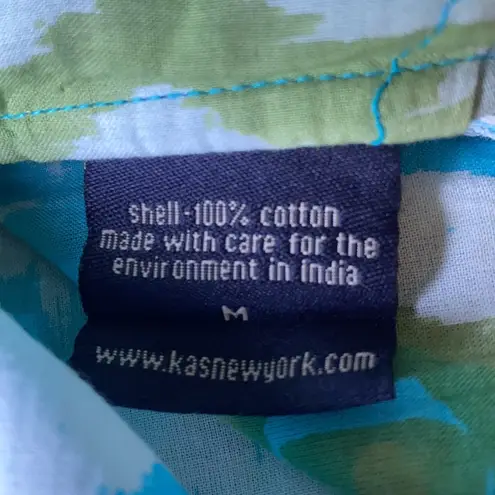 shell-100% cotton
made with care for the
environment in india
M
www.kasnewyork.com